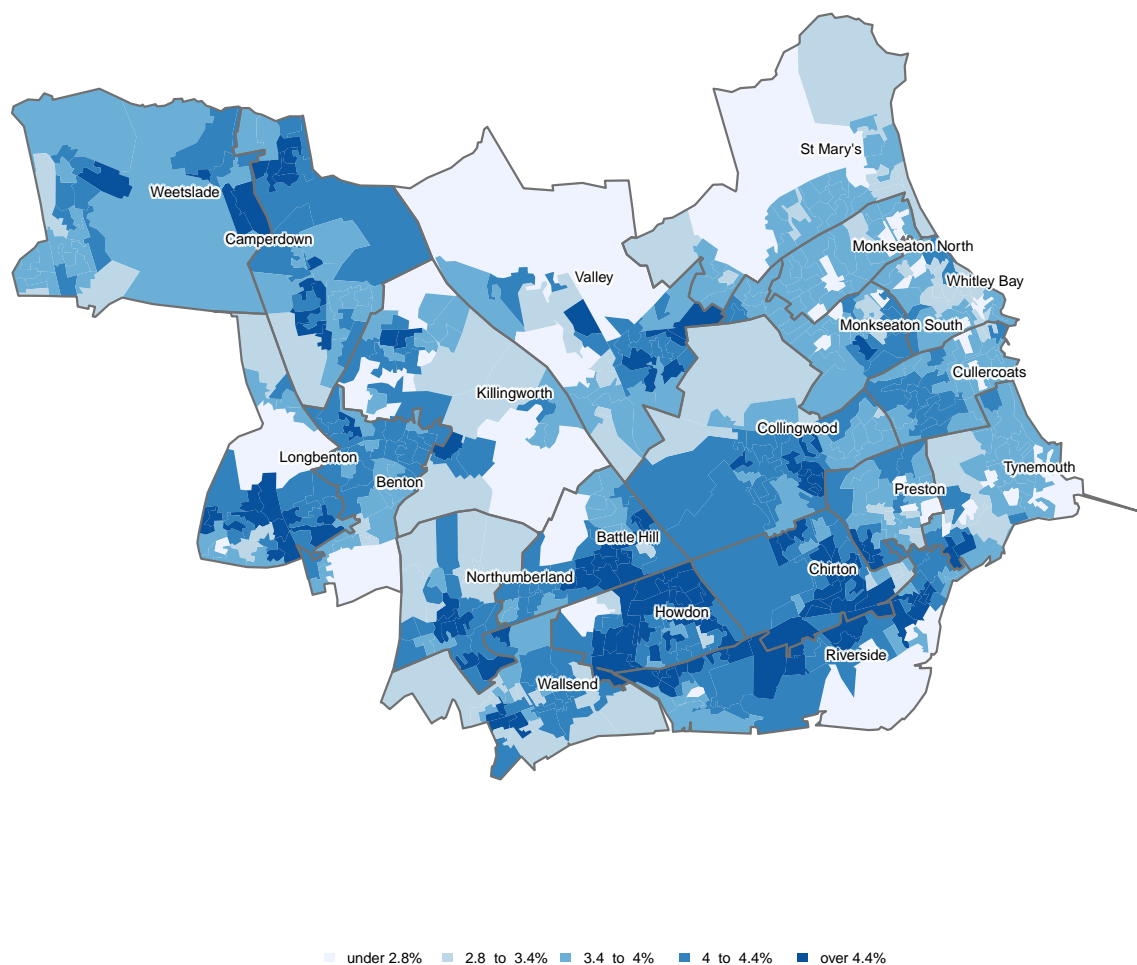 St Mary's
Weetslade
Camperdown
Monkseaton North
Valley
Whitley Bay
Monkseaton South
Cullercoats
Killingworth
Collingwood
Longbenton
Tynemouth
Benton
Preston
Battle Hill
Northumberland
Chirton
Howdon
Riverside
Wallsend
under 2.8% 2.8 to 3.4% 3.4 to 4% 4 to 4.4% over 4.4%